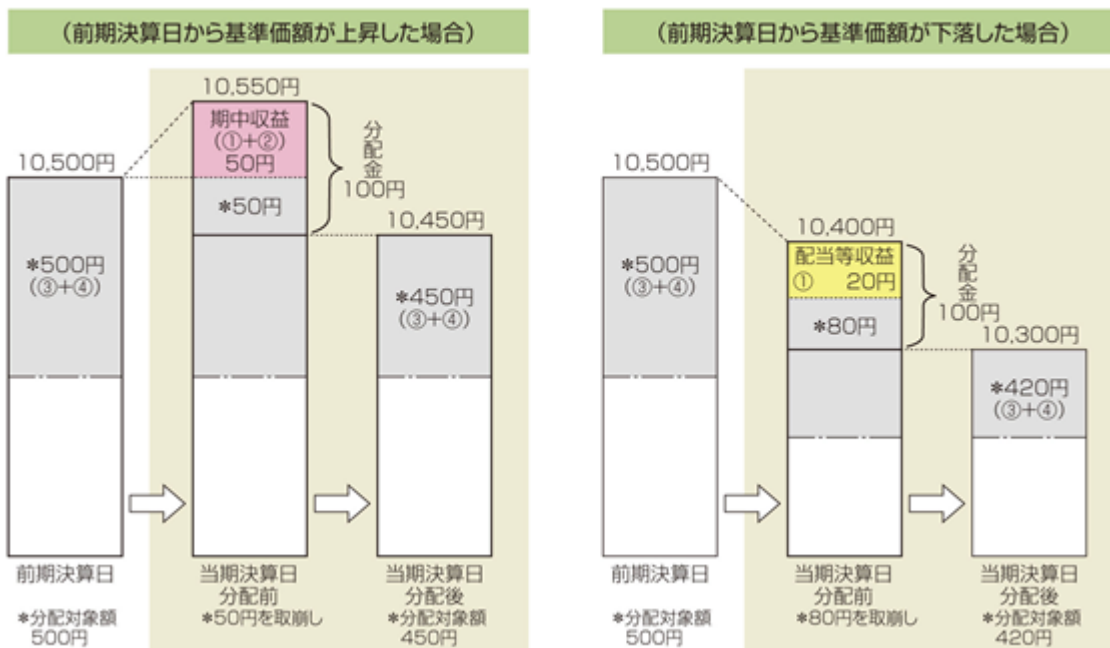 （前期決算日から基準価額が上昇した場合）
10,550円
期中収益
（①＋②）
50円
分配金
100円
10,500円
＊50円
10,450円
＊500円
（③＋④）
＊450円
（③＋④）
前期決算日
＊分配対象額
500円
当期決算日
分配前
＊50円を取崩し
当期決算日
分配後
＊分配対象額
450円
（前期決算日から基準価額が下落した場合）
10,500円
10,400円
配当等収益
① 20円
分配金
100円
＊500円
（③＋④）
＊80円
10,300円
＊420円
（③＋④）
前期決算日
＊分配対象額
500円
当期決算日
分配前
＊80円を取崩し
当期決算日
分配後
＊分配対象額
420円